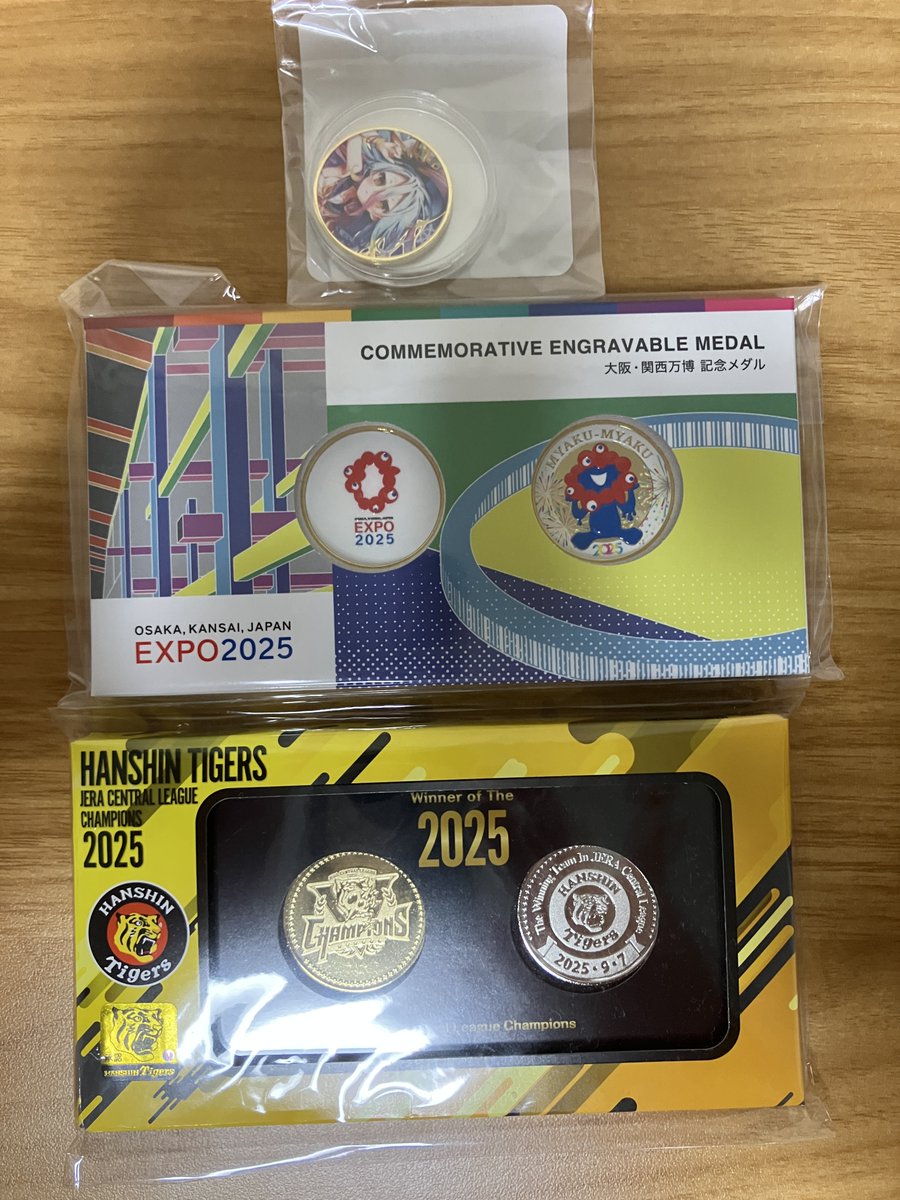 COMMEMORATIVE ENGRAVABLE MEDAL
大阪・関西万博 記念メダル
EXPO
2025
MYAKU-MYAKU
2025
OSAKA, KANSAI, JAPAN
EXPO2025
HANSHIN TIGERS
JERA CENTRAL LEAGUE
CHAMPIONS
2025
Winner of The
2025
CHAMPIONS
The Winning Team In JERA Central League
HANSHIN
Tigers
2025・9・7
HANSHIN
Tigers
League Champions
HANSHIN Tigers